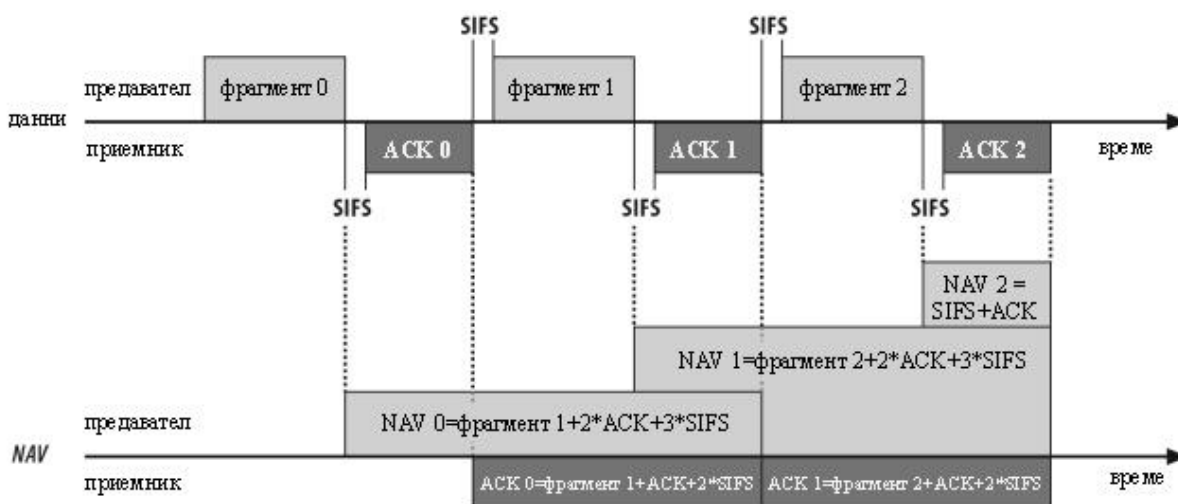 SIFS
SIFS
предавател
фрагмент 0
фрагмент 1
фрагмент 2
данни
приемник
ACK 0
ACK 1
ACK 2
време
SIFS
SIFS
SIFS
NAV 2 =
SIFS+ACK
NAV 1=фрагмент 2+2*ACK+3*SIFS
предавател
NAV 0=фрагмент 1+2*ACK+3*SIFS
NAV
приемник
ACK 0=фрагмент 1+ACK+2*SIFS
ACK 1=фрагмент 2+ACK+2*SIFS
време